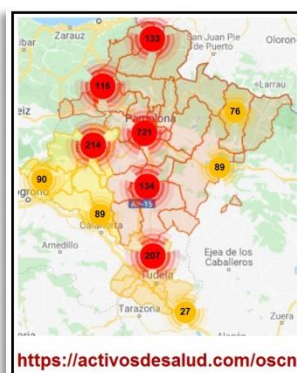 Zarauz
133
San Juan Pie
de Puerto
Oloron-
116
Larrau
76
Pamplona
721
214
89
90
134
89
Calahorra
Arnedillo
207
Ejea de los
Caballeros
Tudela
Tarazona
27
Zuera
https://activosdesalud.com/oscn